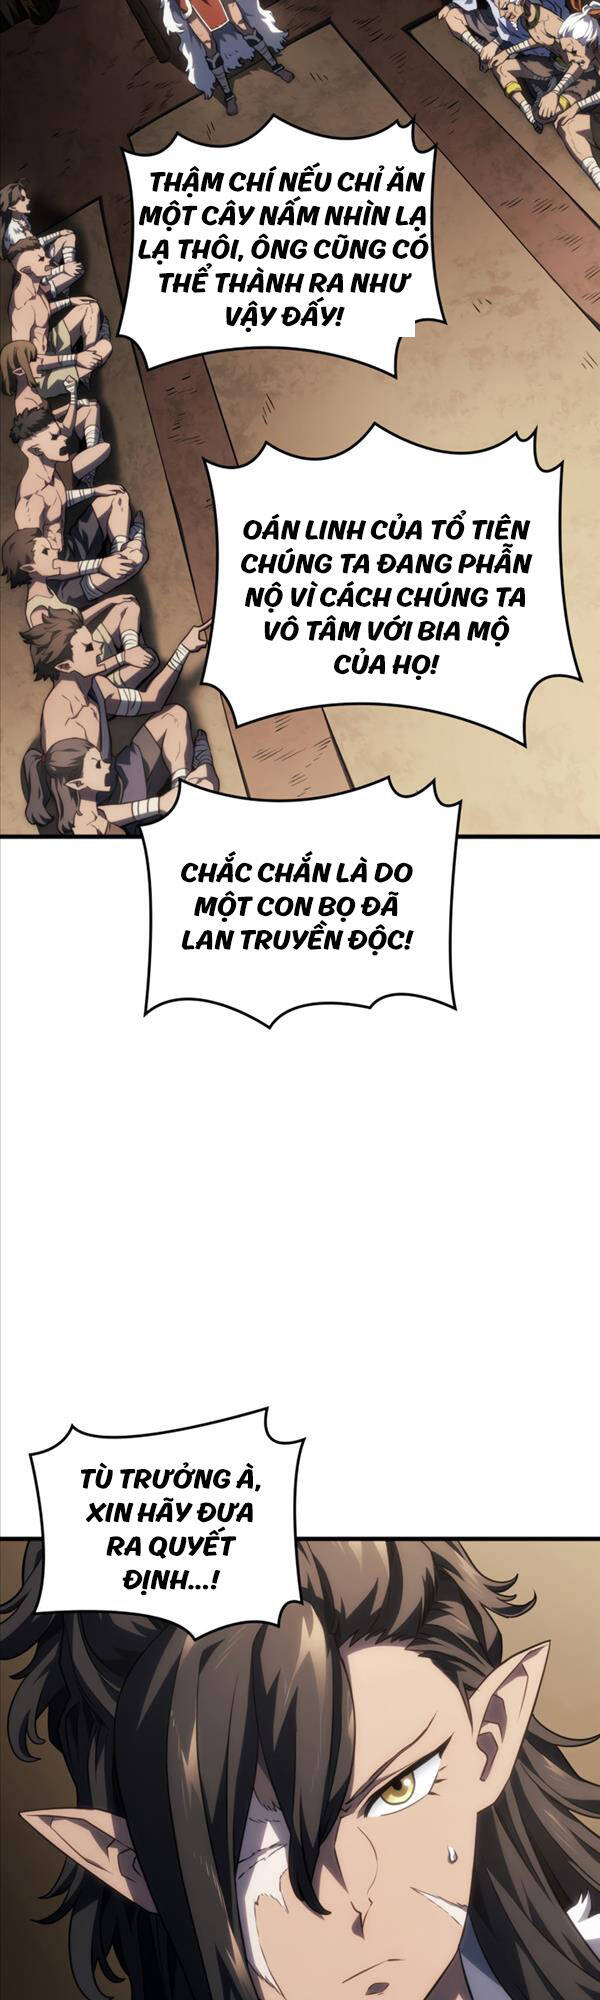 THẬM CHÍ NẾU CHỈ ĂN
MỘT CÂY NẤM NHÌN LẠ
LẠ THÔI, ÔNG CŨNG CÓ
THỂ THÀNH RA NHƯ
VẬY ĐẤY!
OÁN LINH CỦA TỔ TIÊN
CHÚNG TA ĐANG PHẪN
NỘ VÌ CÁCH CHÚNG TA
VÔ TÂM VỚI BIA MỘ
CỦA HỌ!
CHẮC CHẮN LÀ DO
MỘT CON BỌ ĐÃ
LAN TRUYỀN ĐỘC!
TÙ TRƯỞNG À,
XIN HÃY ĐƯA
RA QUYẾT
ĐỊNH...!